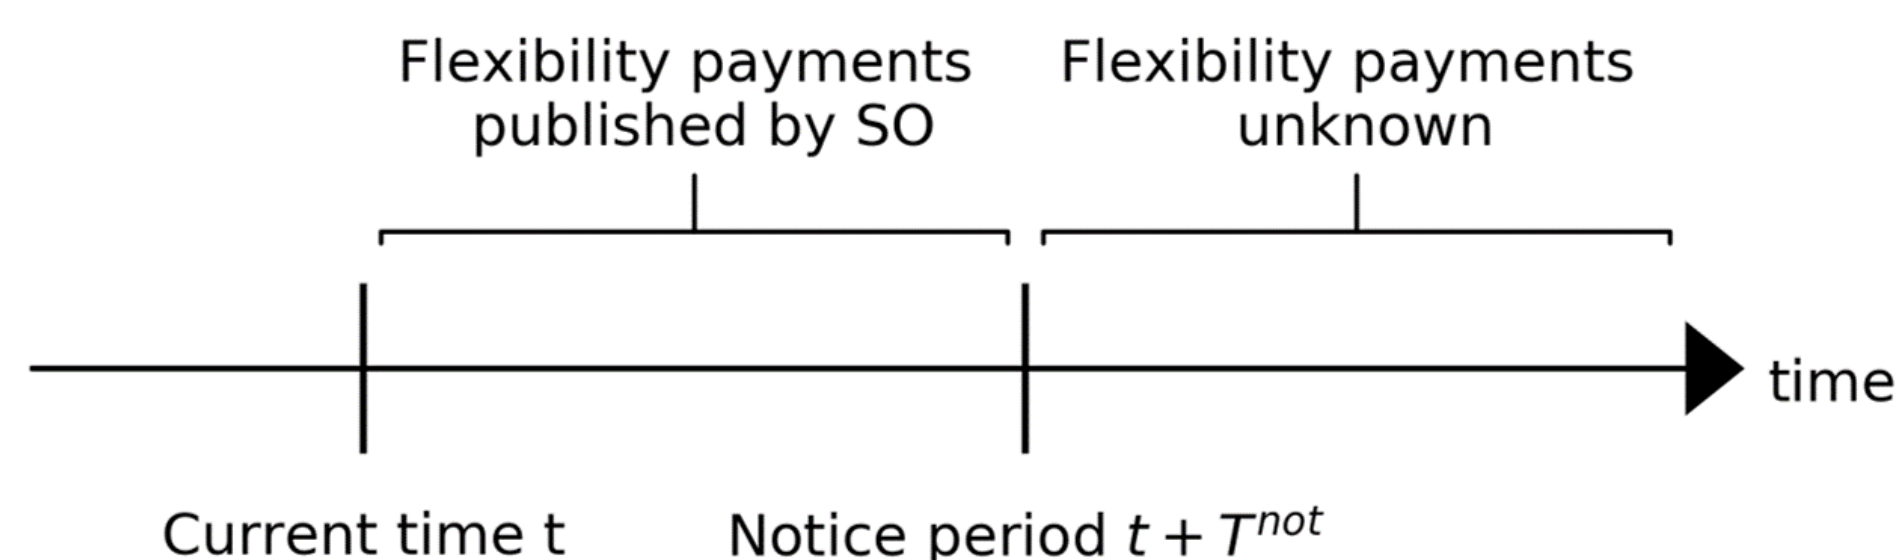 Flexibility payments
published by SO
Flexibility payments
unknown
time
Current time t
Notice period t + T^not